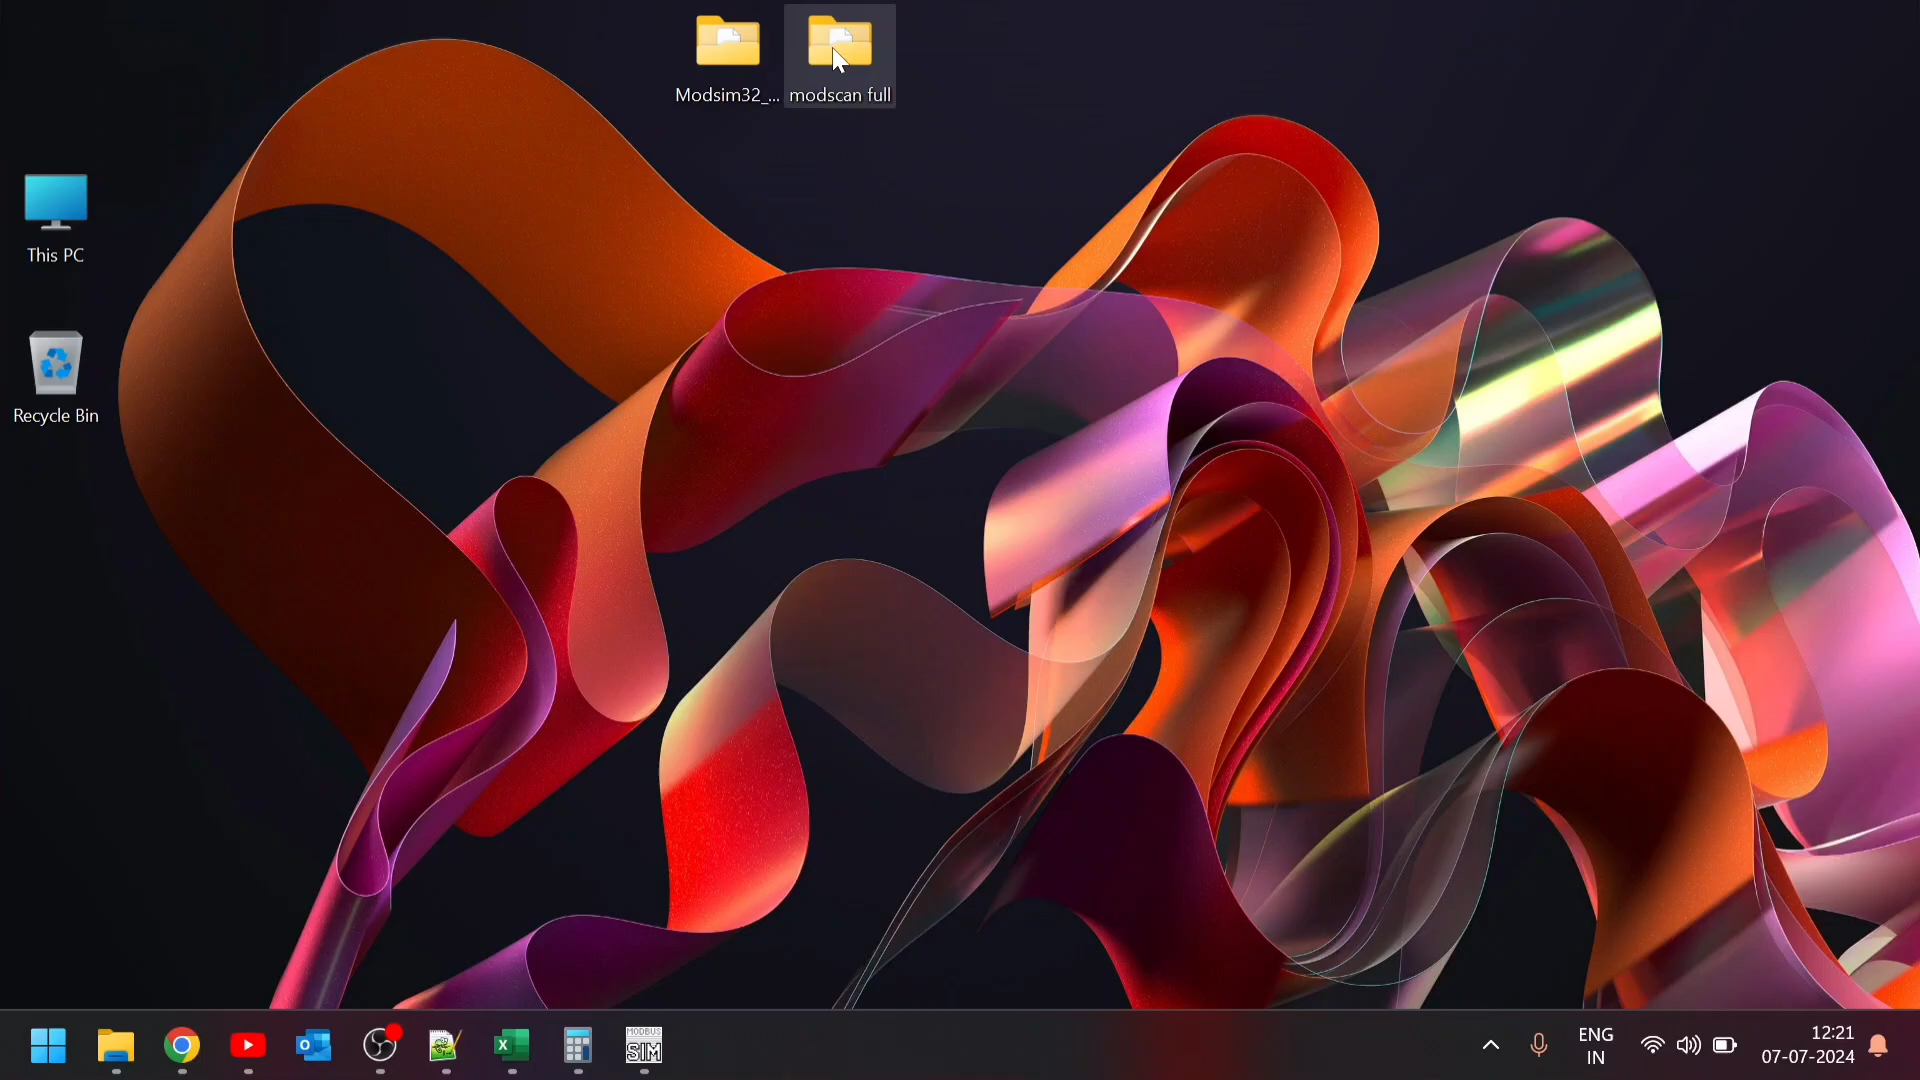 Modsim32_...
modscan full
This PC
Recycle Bin
MODBUS
SIM
ENG
IN
12:21
07-07-2024